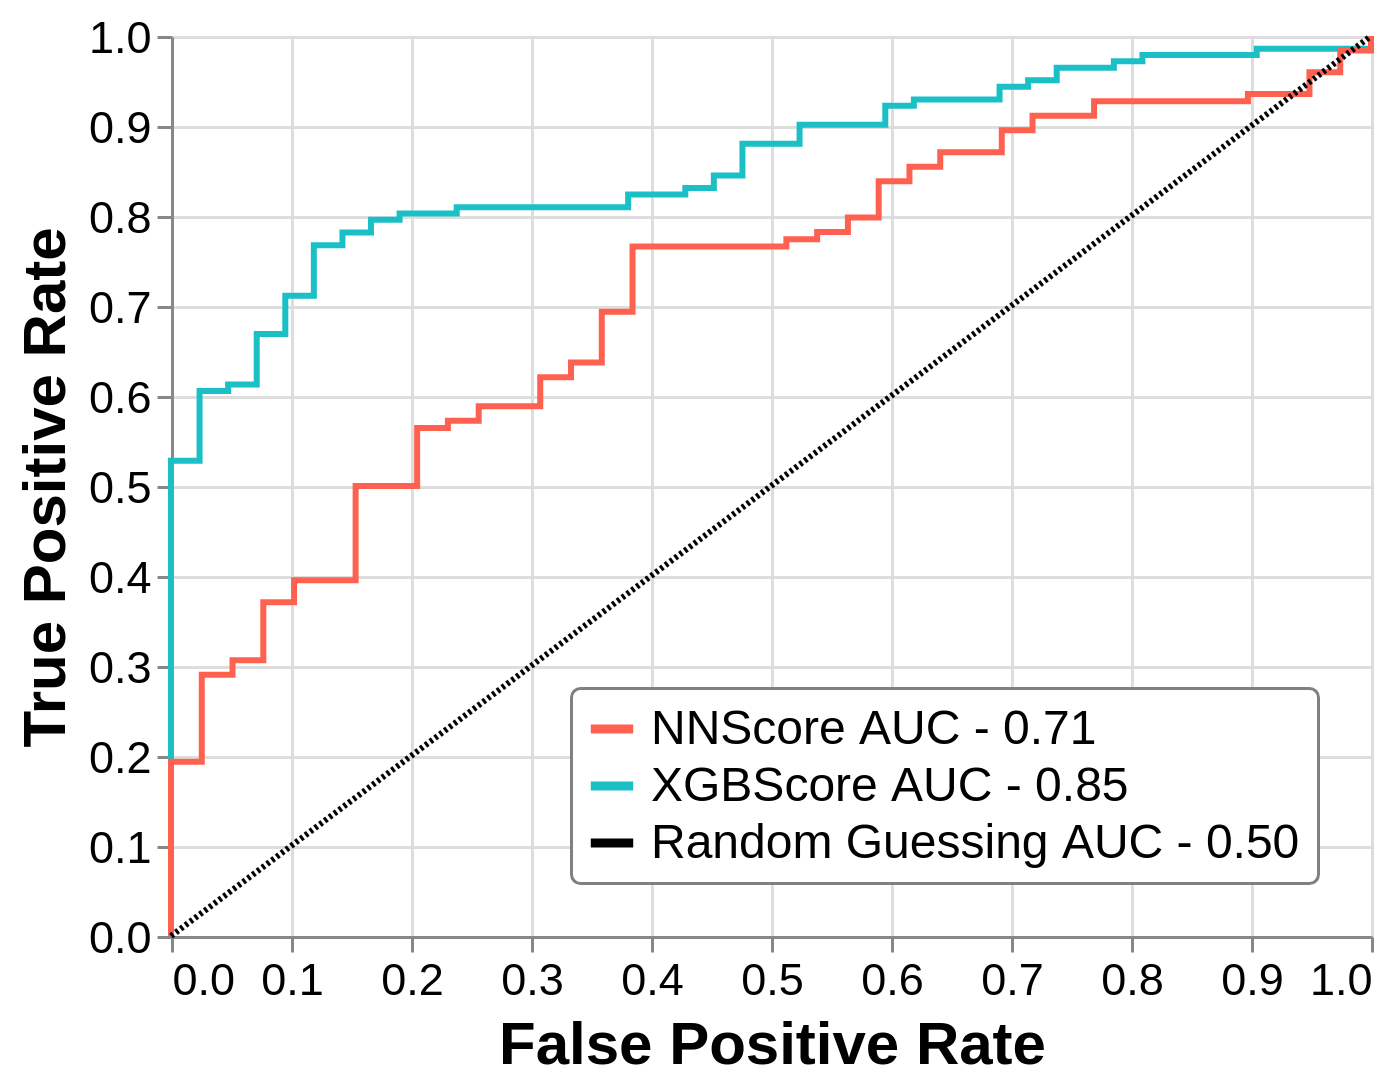 True Positive Rate
1.0
0.9
0.8
0.7
0.6
0.5
0.4
0.3
0.2
0.1
0.0
NNScore AUC - 0.71
XGBScore AUC - 0.85
Random Guessing AUC - 0.50
0.0 0.1 0.2 0.3 0.4 0.5 0.6 0.7 0.8 0.9 1.0
False Positive Rate